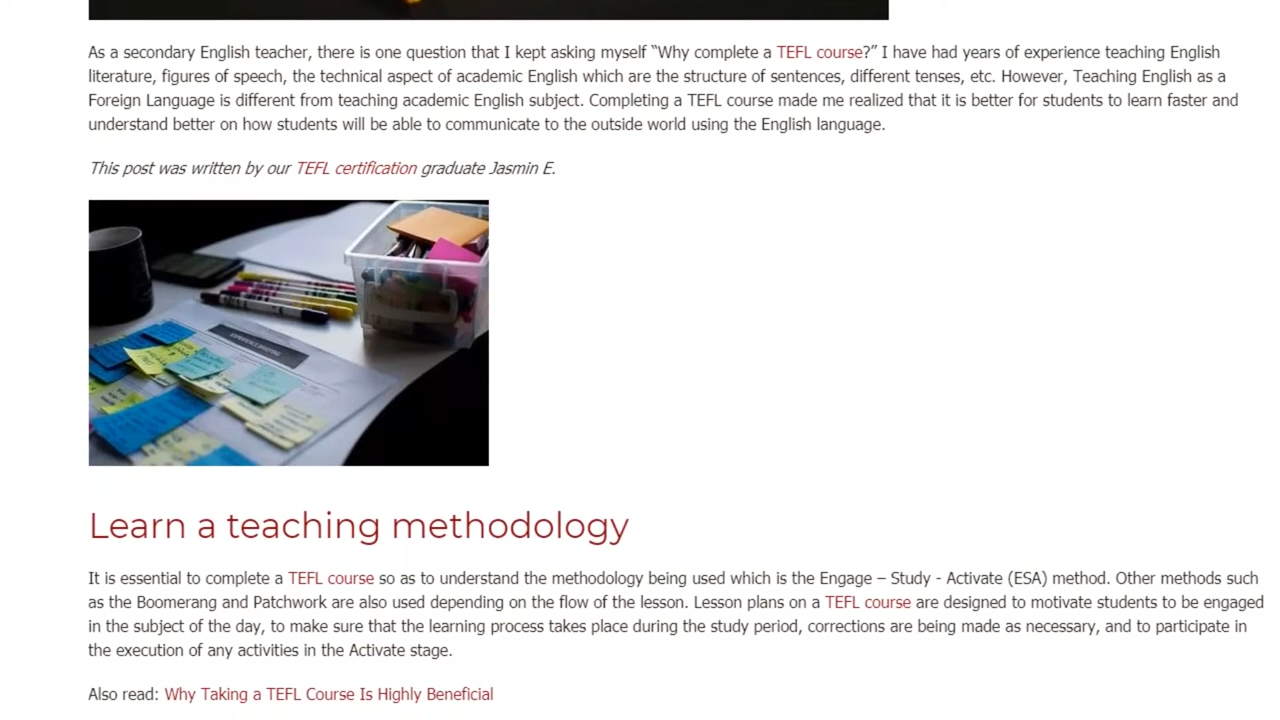 As a secondary English teacher, there is one question that I kept asking myself “Why complete a TEFL course?” I have had years of experience teaching English
literature, figures of speech, the technical aspect of academic English which are the structure of sentences, different tenses, etc. However, Teaching English as a
Foreign Language is different from teaching academic English subject. Completing a TEFL course made me realized that it is better for students to learn faster and
understand better on how students will be able to communicate to the outside world using the English language.
This post was written by our TEFL certification graduate Jasmin E.
Learn a teaching methodology
It is essential to complete a TEFL course so as to understand the methodology being used which is the Engage – Study - Activate (ESA) method. Other methods such
as the Boomerang and Patchwork are also used depending on the flow of the lesson. Lesson plans on a TEFL course are designed to motivate students to be engaged
in the subject of the day, to make sure that the learning process takes place during the study period, corrections are being made as necessary, and to participate in
the execution of any activities in the Activate stage.
Also read: Why Taking a TEFL Course Is Highly Beneficial